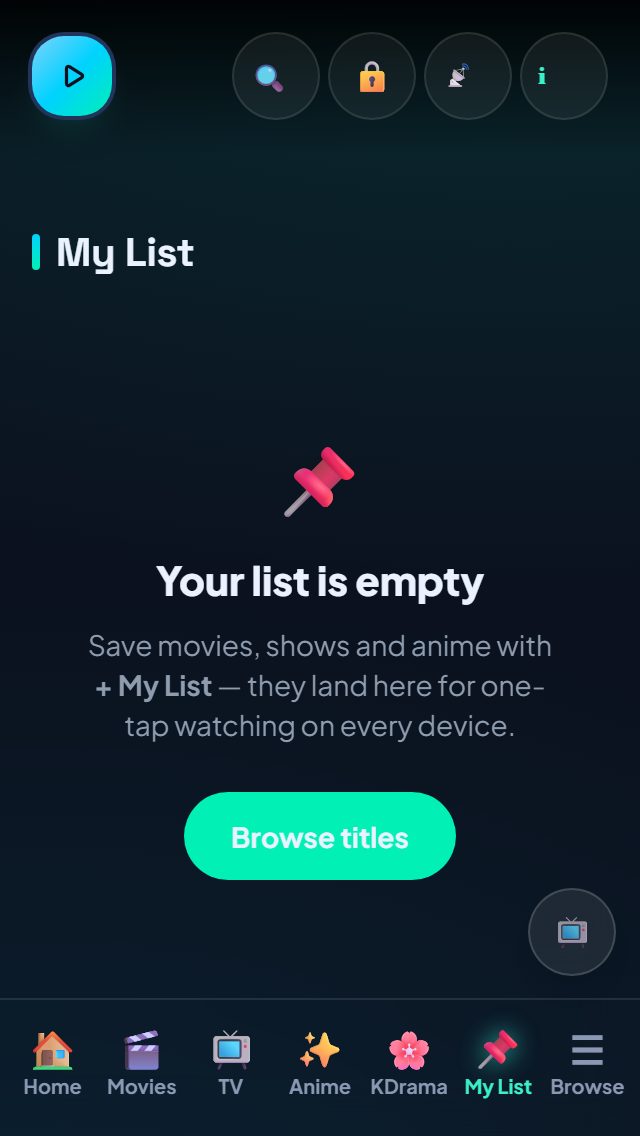 i
My List
Your list is empty
Save movies, shows and anime with
+ My List — they land here for one-
tap watching on every device.
Browse titles
Home Movies TV Anime KDrama My List Browse